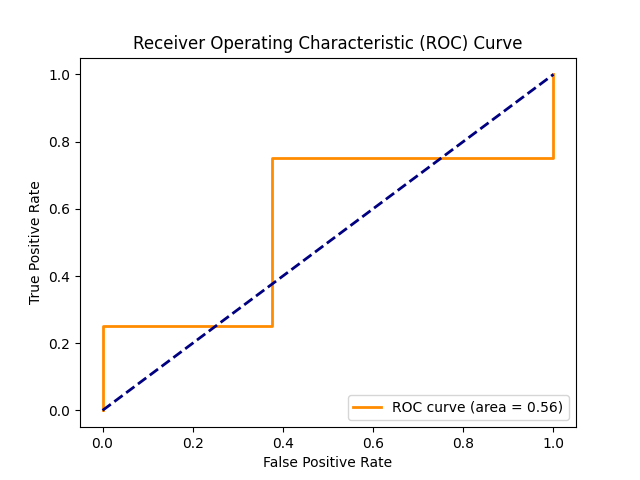 Receiver Operating Characteristic (ROC) Curve
1.0
0.8
0.6
0.4
0.2
0.0
True Positive Rate
ROC curve (area = 0.56)
0.0 0.2 0.4 0.6 0.8 1.0
False Positive Rate